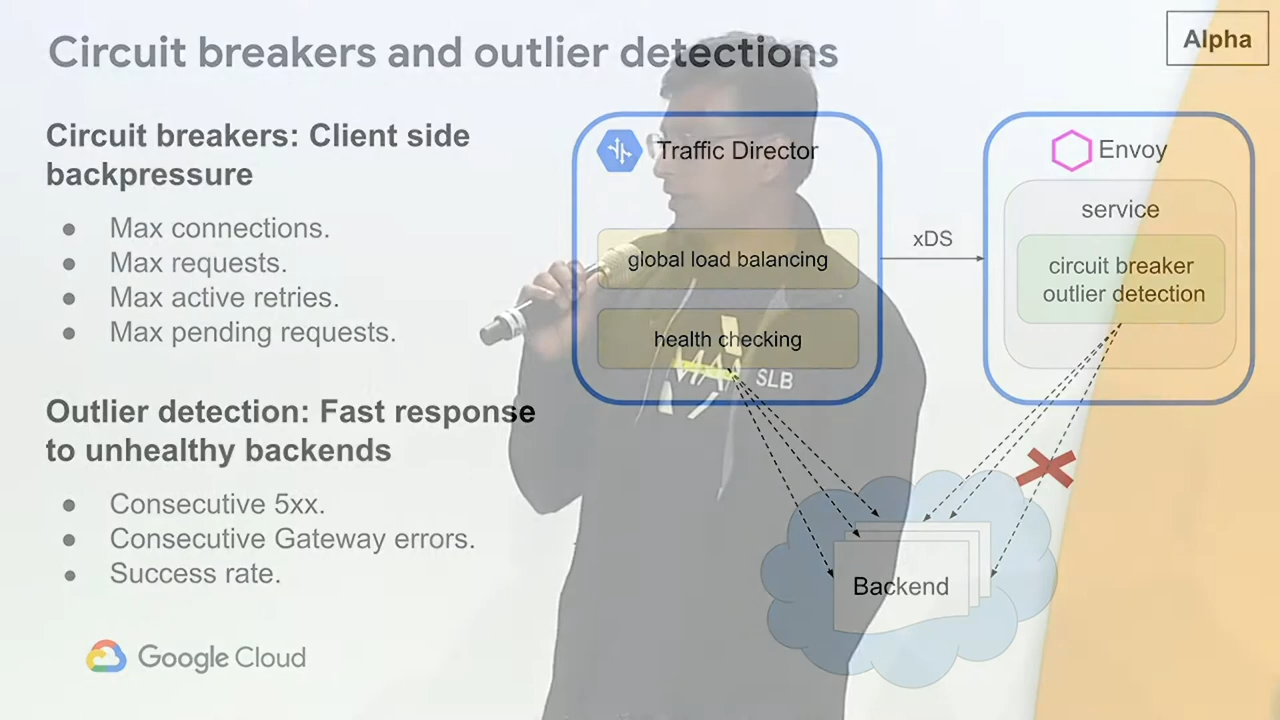 Circuit breakers and outlier detections
Alpha
Circuit breakers: Client side
backpressure
● Max connections.
● Max requests.
● Max active retries.
● Max pending requests.
Outlier detection: Fast response
to unhealthy backends
● Consecutive 5xx.
● Consecutive Gateway errors.
● Success rate.
Google Cloud
Traffic Director
global load balancing
health checking
SLB
xDS
Envoy
service
circuit breaker
outlier detection
Backend